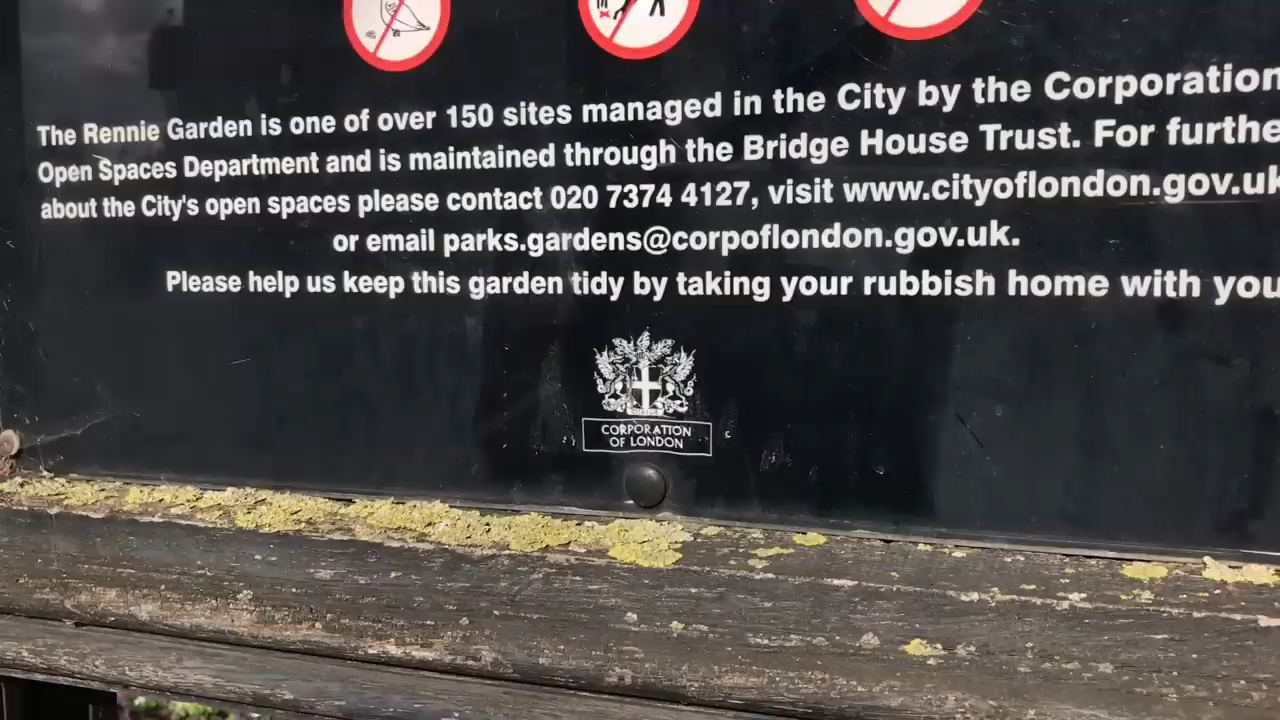 The Rennie Garden is one of over 150 sites managed in the City by the Corporation
Open Spaces Department and is maintained through the Bridge House Trust. For furthe
about the City's open spaces please contact 020 7374 4127, visit www.cityoflondon.gov.uk
or email parks.gardens@corpoflondon.gov.uk.
Please help us keep this garden tidy by taking your rubbish home with you
CORPORATION
OF LONDON